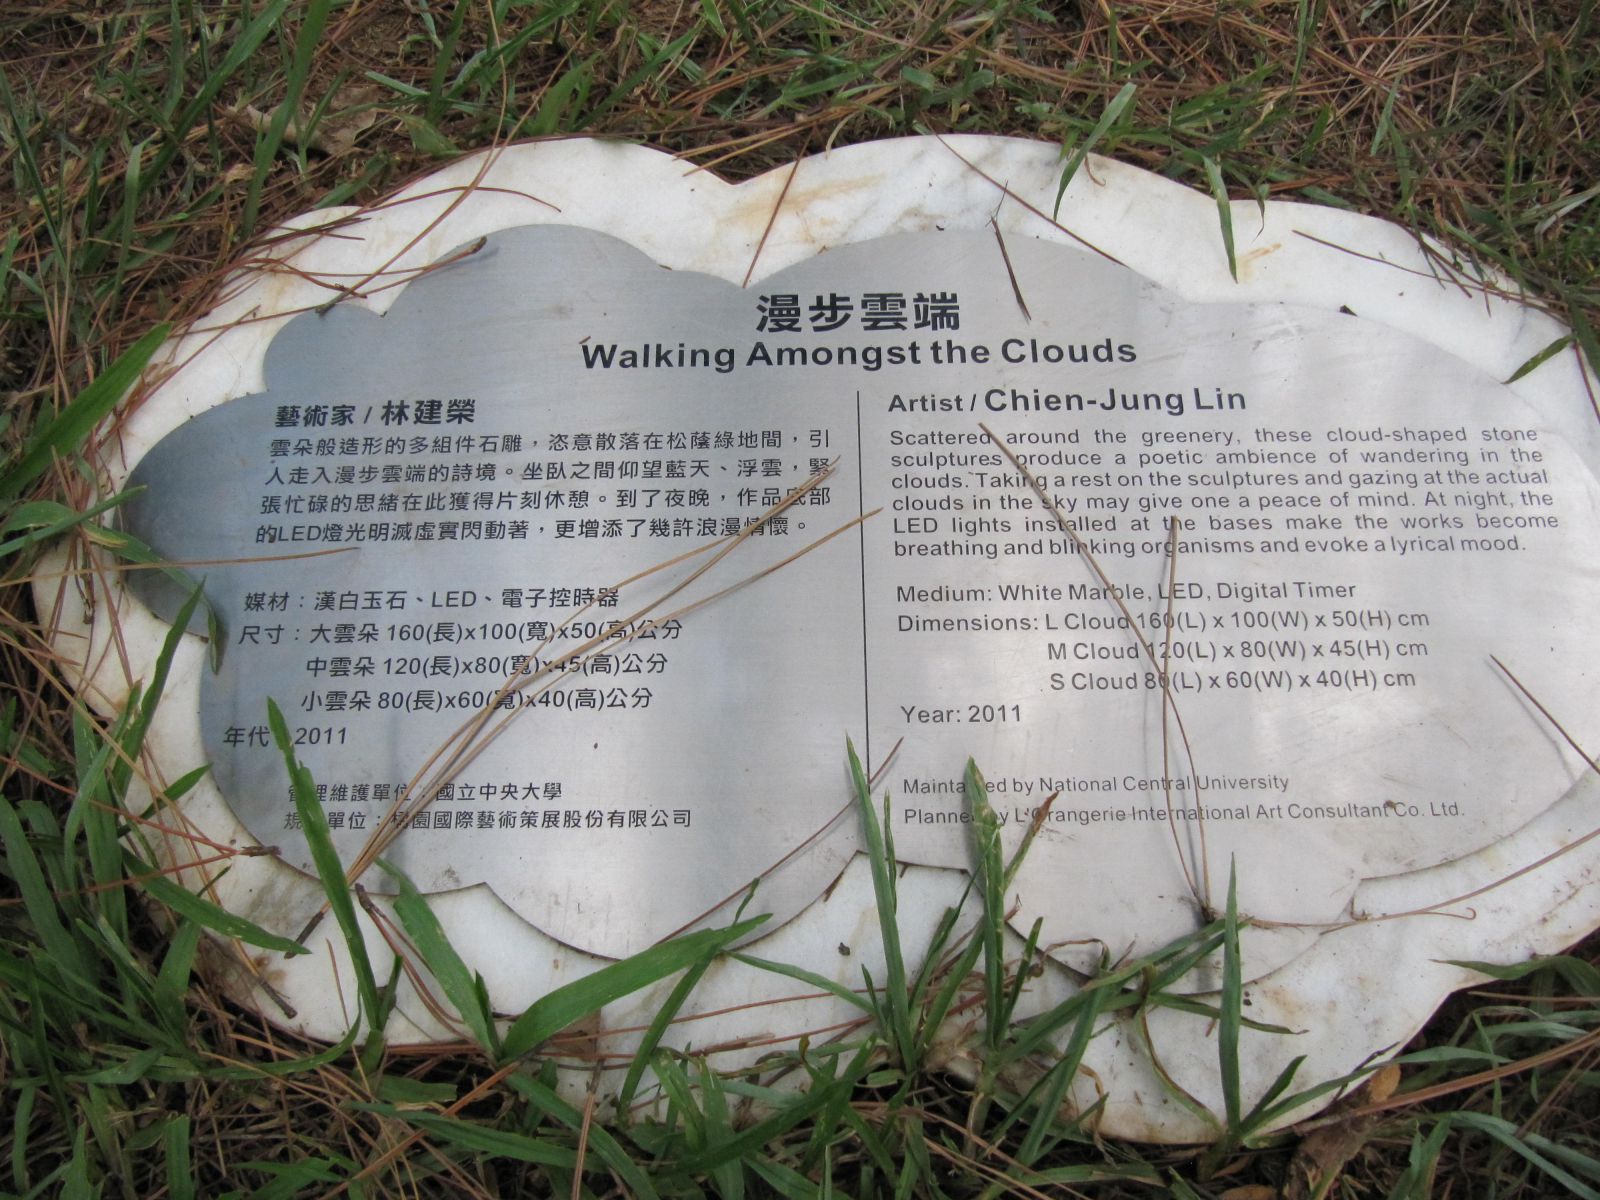 漫步雲端
Walking Amongst the Clouds
藝術家 / 林建榮
雲朵般造形的多組件石雕，恣意散落在松蔭綠地間，引
人走入漫步雲端的詩境。坐臥之間仰望藍天、浮雲，緊
張忙碌的思緒在此獲得片刻休憩。到了夜晚，作品底部
的LED燈光明滅虛實閃動著，更增添了幾許浪漫情懷。
媒材：漢白玉石、LED、電子控時器
尺寸：大雲朵 160(長)x100(寬)x50(高)公分
中雲朵 120(長)x80(寬)x45(高)公分
小雲朵 80(長)x60(寬)x40(高)公分
年代：2011
管理維護單位：國立中央大學
單位：橘園國際藝術策展股份有限公司
Artist / Chien-Jung Lin
Scattered around the greenery, these cloud-shaped stone
sculptures produce a poetic ambience of wandering in the
clouds. Taking a rest on the sculptures and gazing at the actual
clouds in the sky may give one a peace of mind. At night, the
LED lights installed at the bases make the works become
breathing and blinking organisms and evoke a lyrical mood.
Medium: White Marble, LED, Digital Timer
Dimensions: L Cloud 160(L) x 100(W) x 50(H) cm
M Cloud 120(L) x 80(W) x 45(H) cm
S Cloud 80(L) x 60(W) x 40(H) cm
Year: 2011
Maintained by National Central University
Planned by L'Orangerie International Art Consultant Co. Ltd.